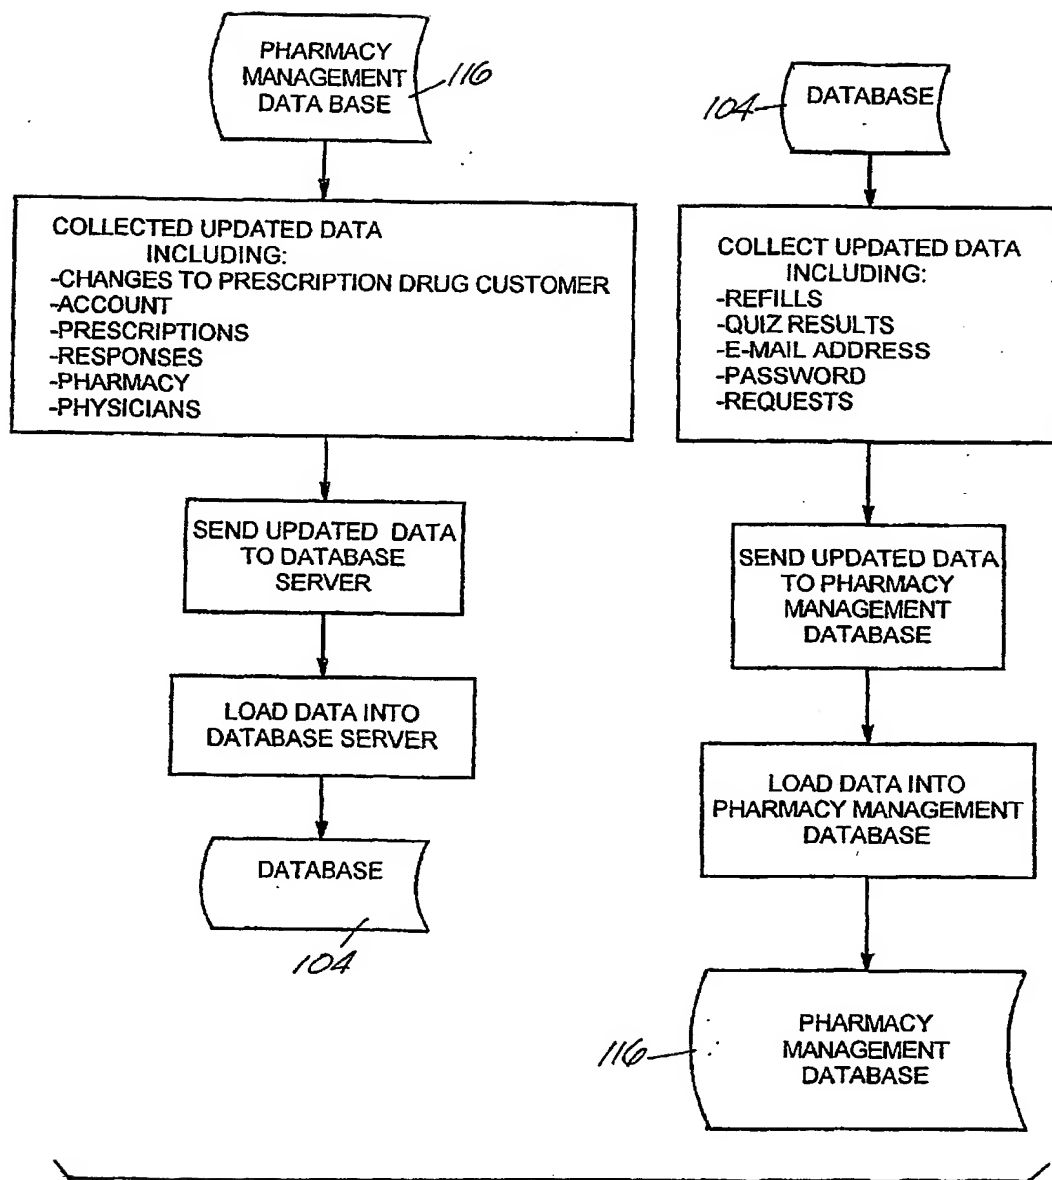 PHARMACY
MANAGEMENT
DATA BASE
116
COLLECTED UPDATED DATA
INCLUDING:
-CHANGES TO PRESCRIPTION DRUG CUSTOMER
-ACCOUNT
-PRESCRIPTIONS
-RESPONSES
-PHARMACY
-PHYSICIANS
SEND UPDATED DATA
TO DATABASE
SERVER
LOAD DATA INTO
DATABASE SERVER
DATABASE
104
104
DATABASE
COLLECT UPDATED DATA
INCLUDING:
-REFILLS
-QUIZ RESULTS
-E-MAIL ADDRESS
-PASSWORD
-REQUESTS
SEND UPDATED DATA
TO PHARMACY
MANAGEMENT
DATABASE
LOAD DATA INTO
PHARMACY MANAGEMENT
DATABASE
116
PHARMACY
MANAGEMENT
DATABASE